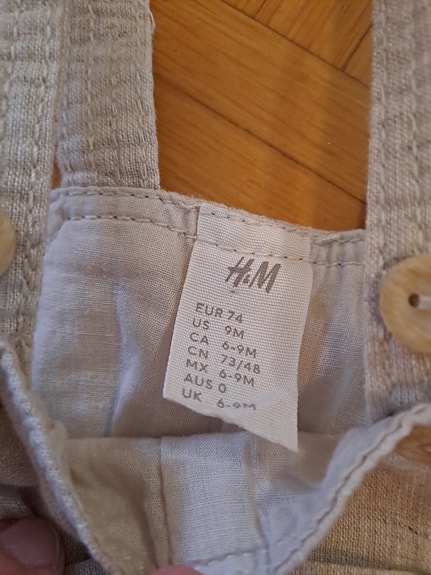 H&M
EUR 74
US 9M
CA 6-9M
CN 73/48
MX 6-9M
AUS 0
UK 6-9M